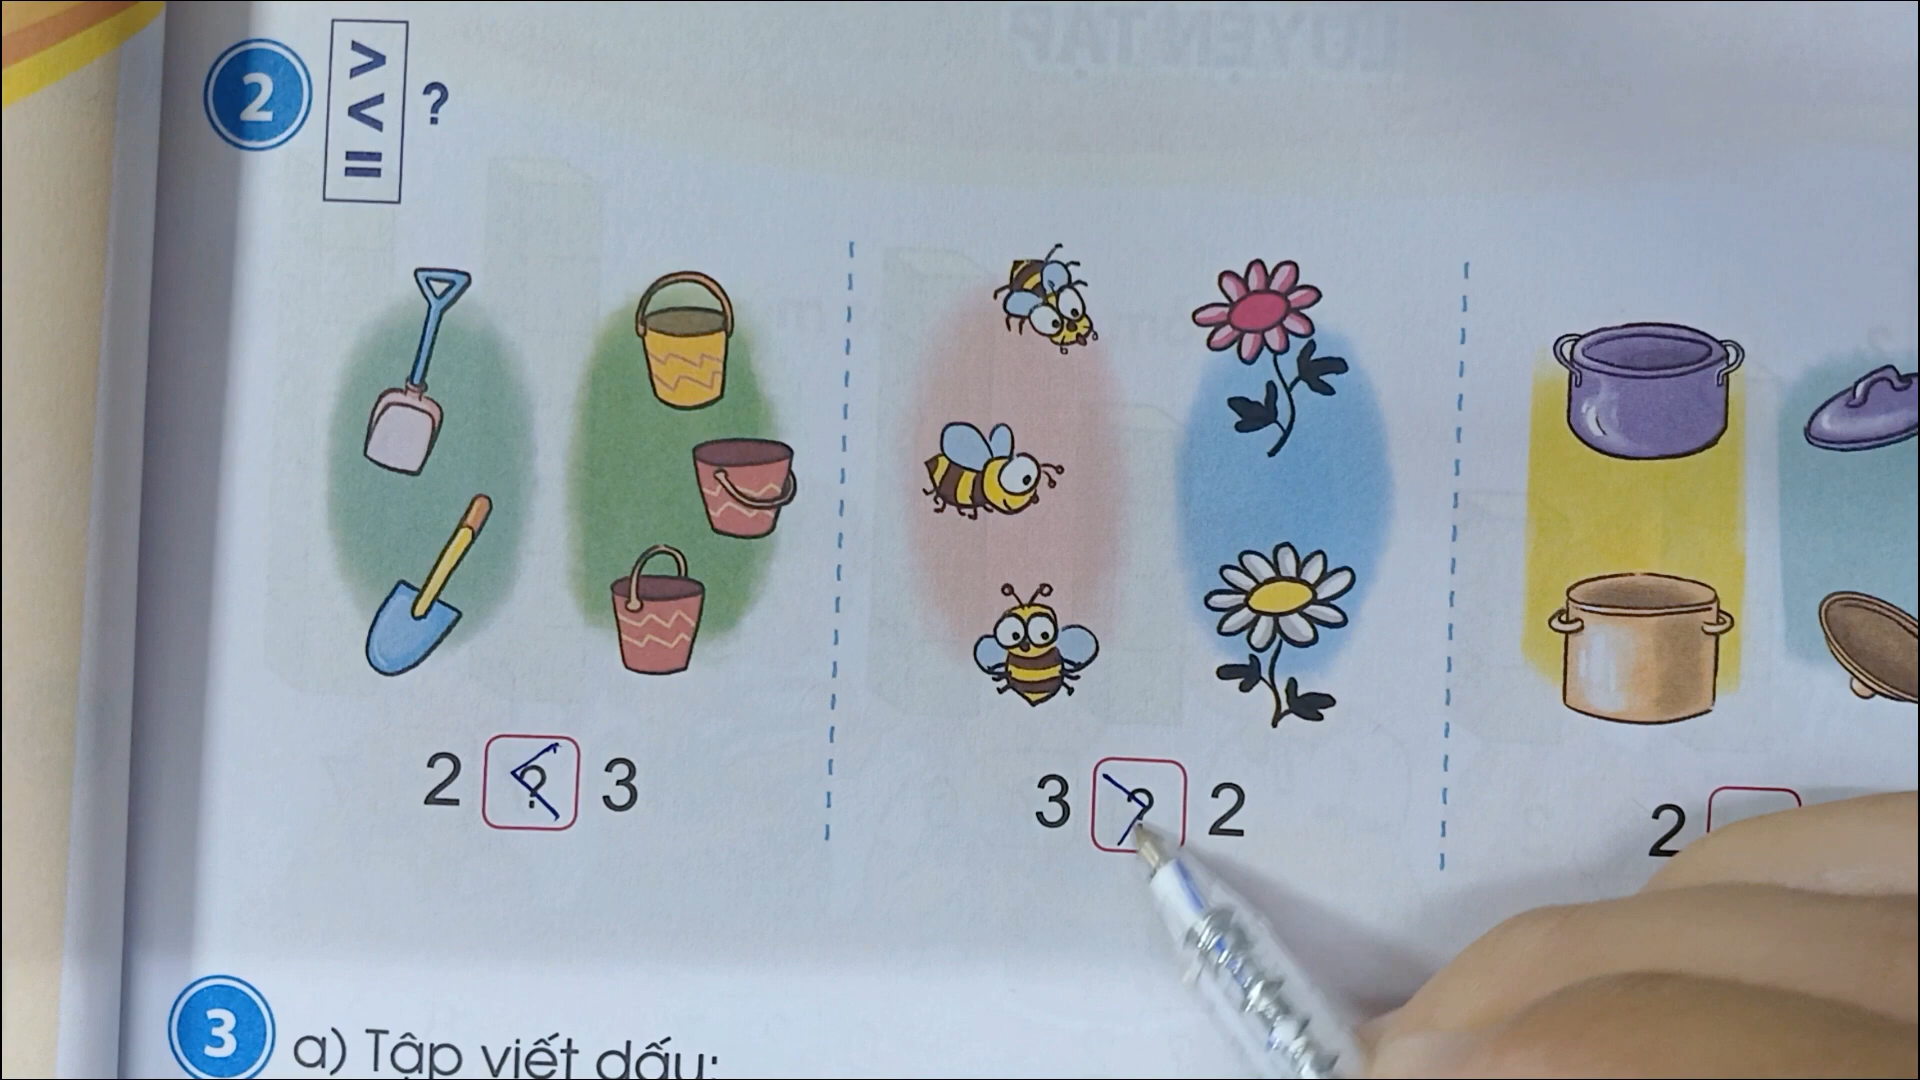 2 > < = ?
2 < 3
3 > 2
2
3 a) Tập viết dấu: